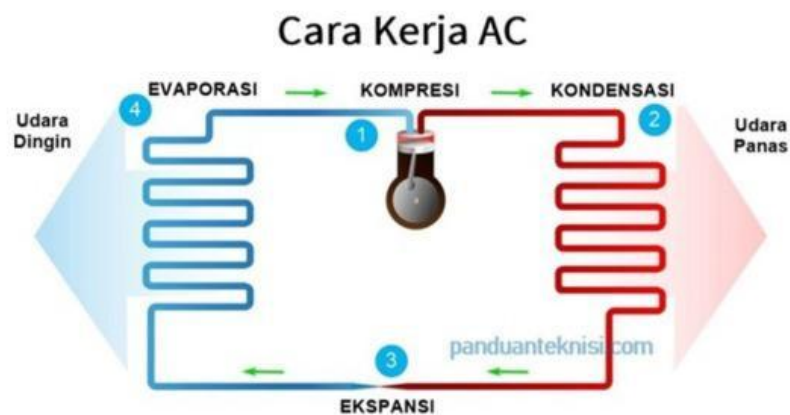 Cara Kerja AC
EVAPORASI
KOMPRESI
KONDENSASI
4
1
2
Udara
Dingin
Udara
Panas
panduanteknisi.com
3
EKSPANSI